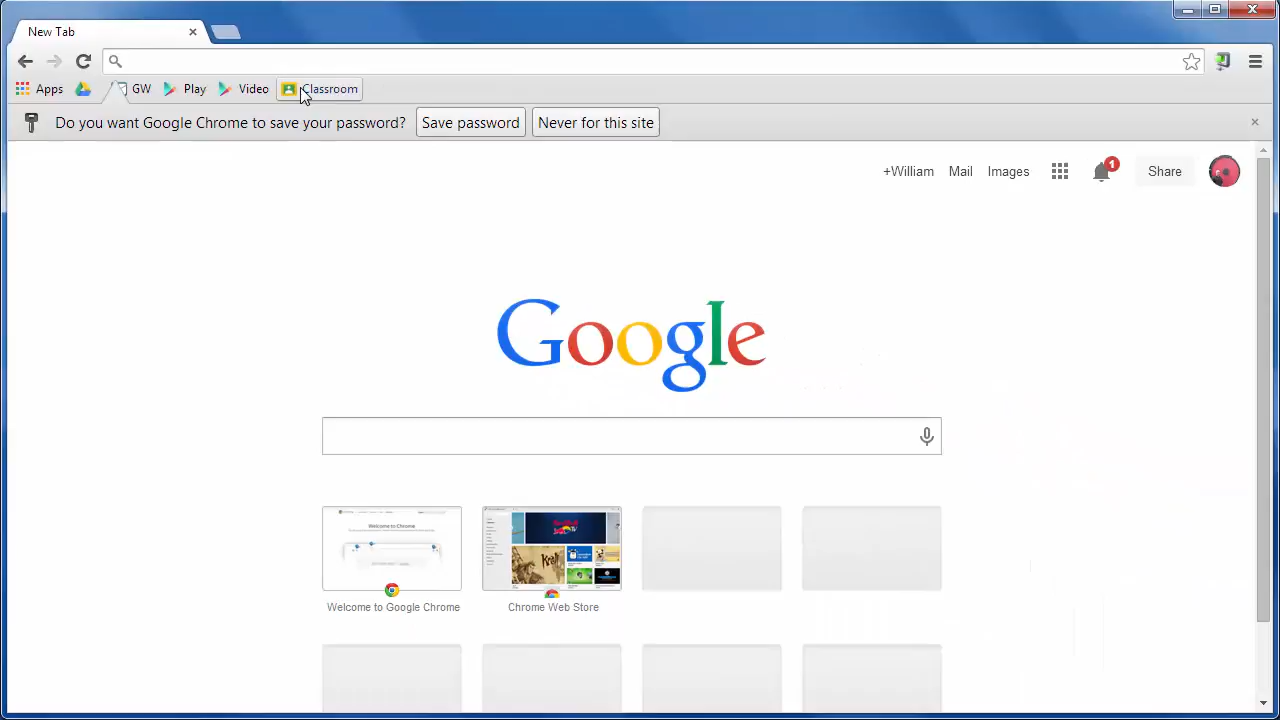 New Tab
Apps GW Play Video Classroom
Do you want Google Chrome to save your password? Save password Never for this site
+William Mail Images 1 Share
Google
Welcome to Chrome
Welcome to Google Chrome Chrome Web Store